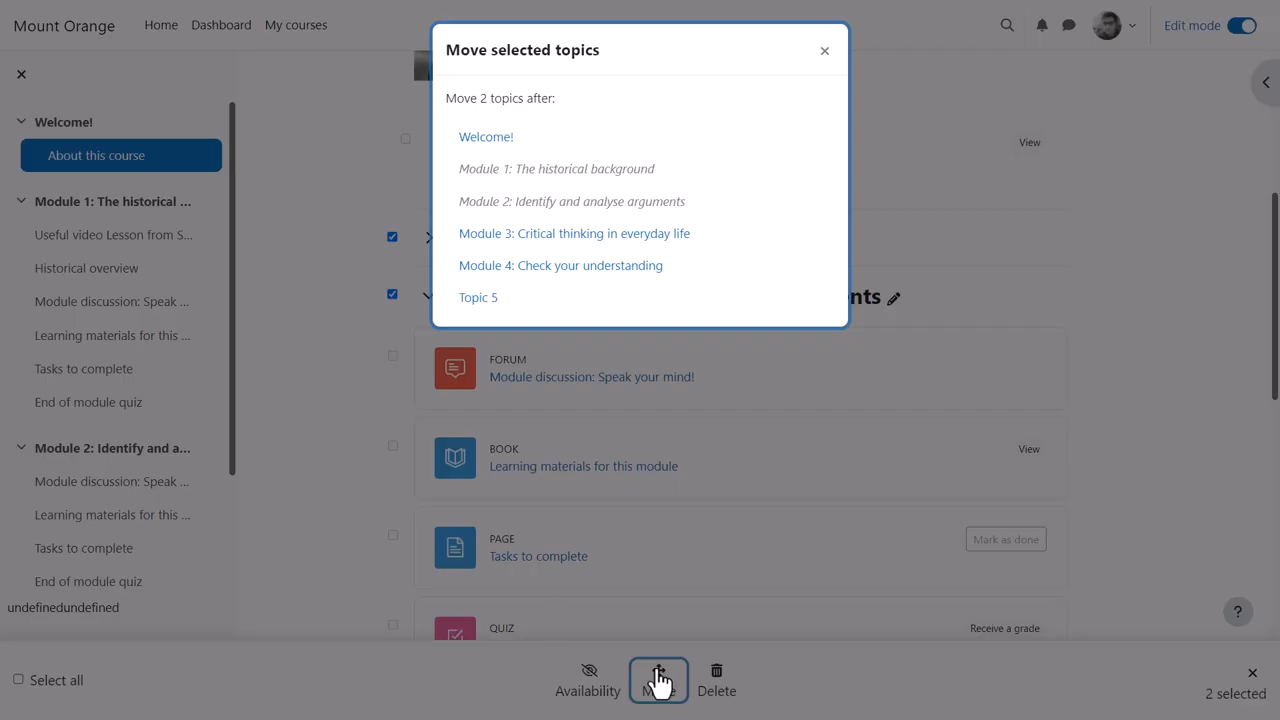 Mount Orange
Home
Dashboard
My courses
Edit mode
Welcome!
About this course
Module 1: The historical ...
Useful video Lesson from S...
Historical overview
Module discussion: Speak ...
Learning materials for this ...
Tasks to complete
End of module quiz
Module 2: Identify and a...
Module discussion: Speak ...
Learning materials for this ...
Tasks to complete
End of module quiz
undefinedundefined
Move selected topics
Move 2 topics after:
Welcome!
Module 1: The historical background
Module 2: Identify and analyse arguments
Module 3: Critical thinking in everyday life
Module 4: Check your understanding
Topic 5
View
FORUM
Module discussion: Speak your mind!
BOOK
Learning materials for this module
View
PAGE
Tasks to complete
Mark as done
QUIZ
Receive a grade
?
Select all
Availability
Delete
2 selected